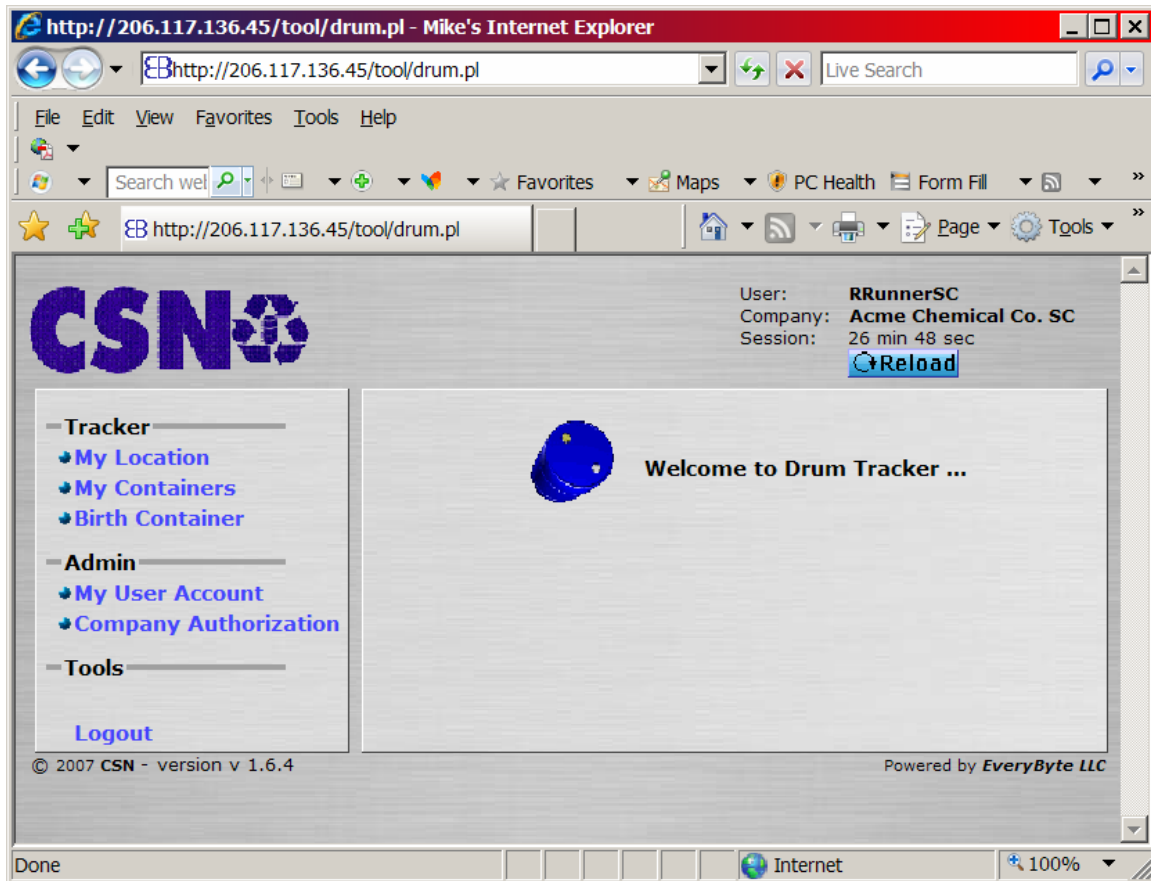 http://206.117.136.45/tool/drum.pl - Mike's Internet Explorer
http://206.117.136.45/tool/drum.pl Live Search
File Edit View Favorites Tools Help
Search wel Favorites Maps PC Health Form Fill »
http://206.117.136.45/tool/drum.pl Page Tools »
CSN
User: RRunnerSC
Company: Acme Chemical Co. SC
Session: 26 min 48 sec
Reload
Tracker
My Location
My Containers
Birth Container
Admin
My User Account
Company Authorization
Tools
Logout
Welcome to Drum Tracker ...
© 2007 CSN - version v 1.6.4
Powered by EveryByte LLC
Done Internet 100%